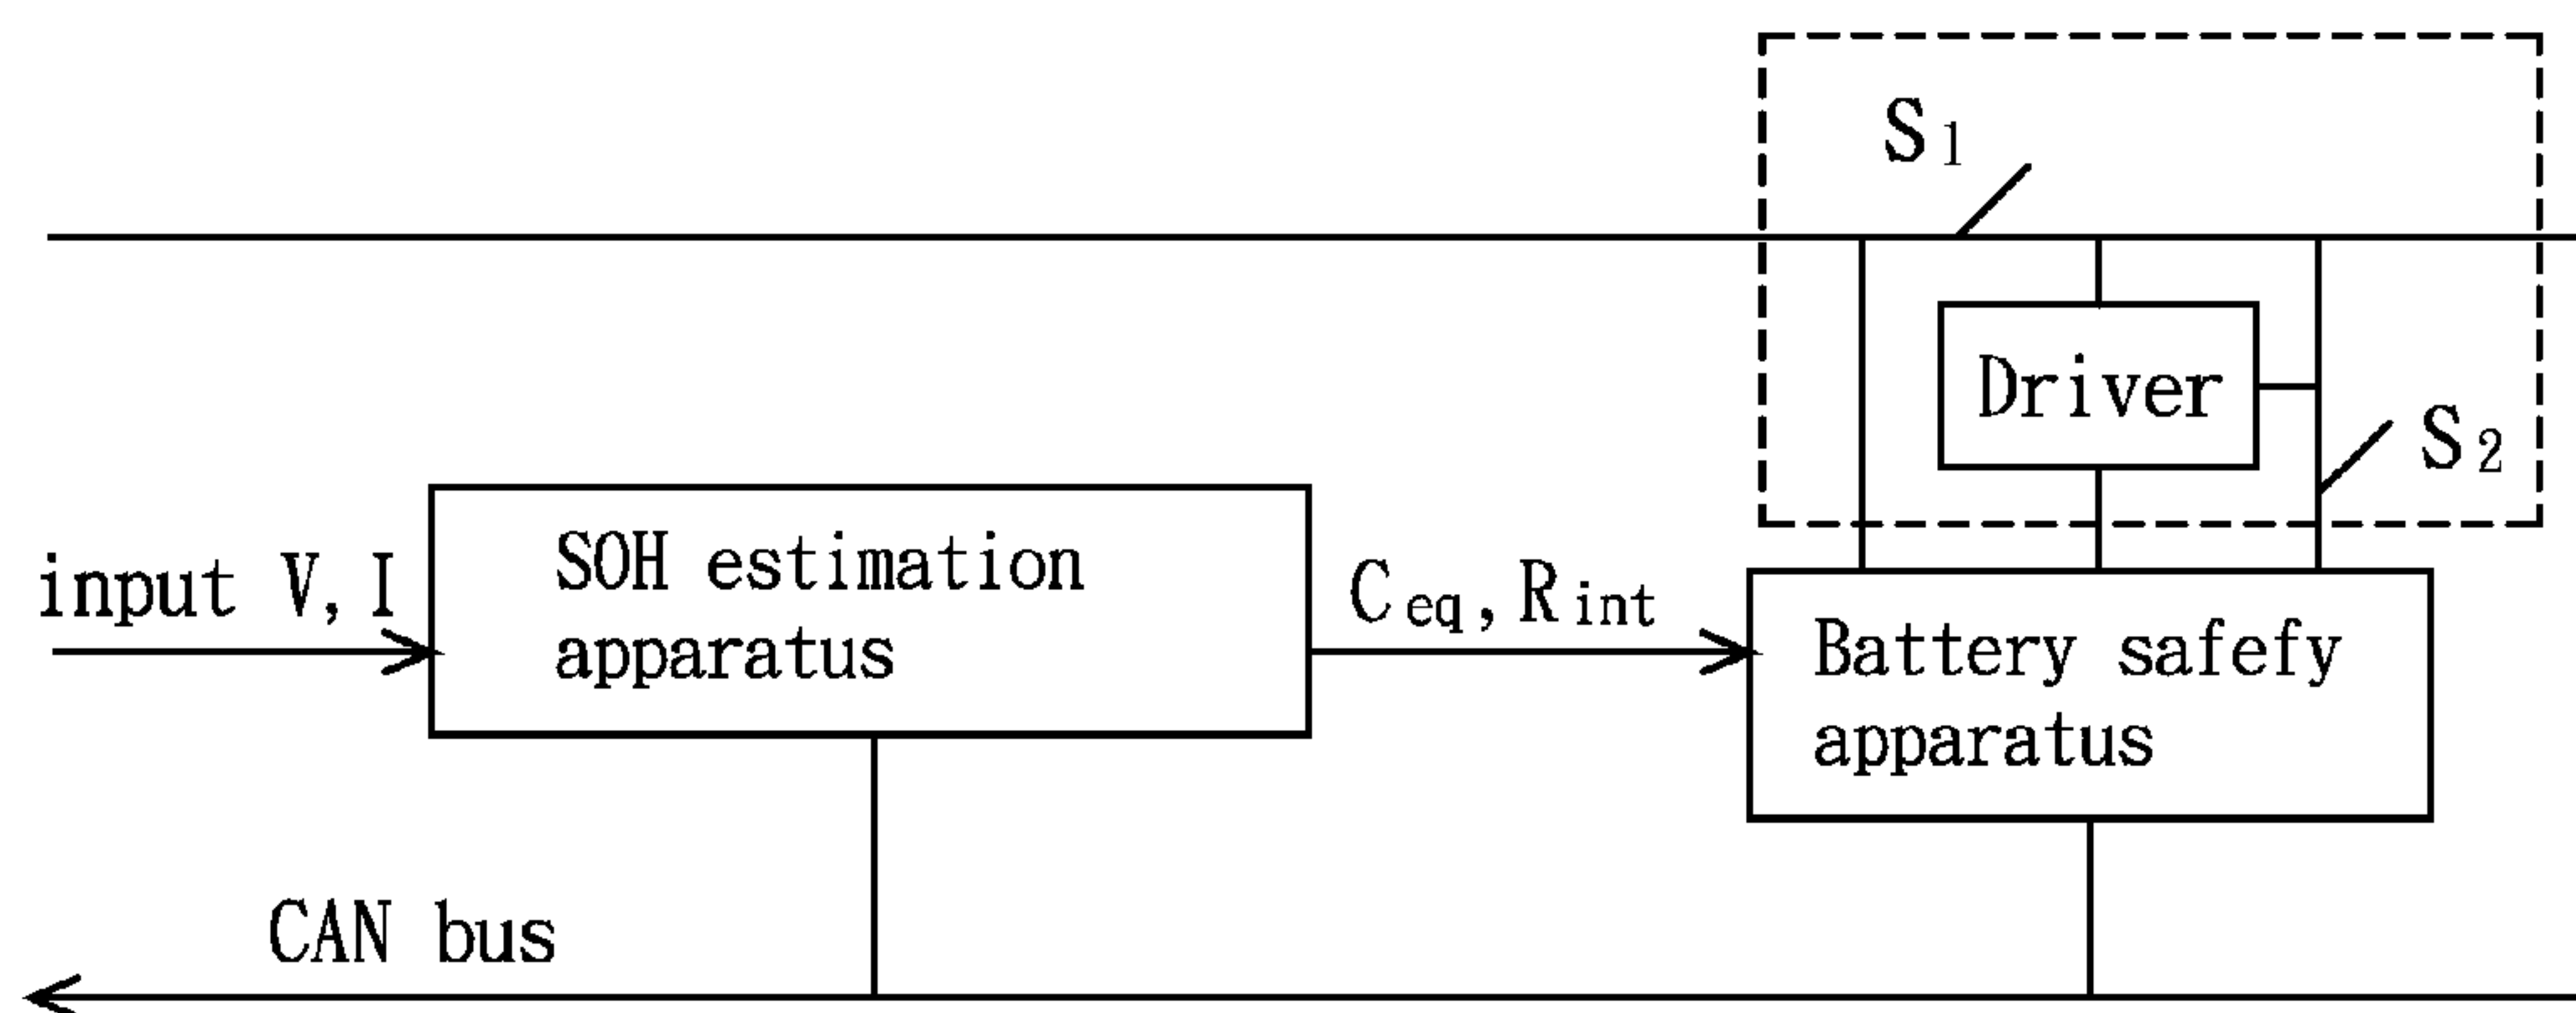 S1
Driver
S2
input V, I
SOH estimation
apparatus
Ceq, Rint
Battery safefy
apparatus
CAN bus